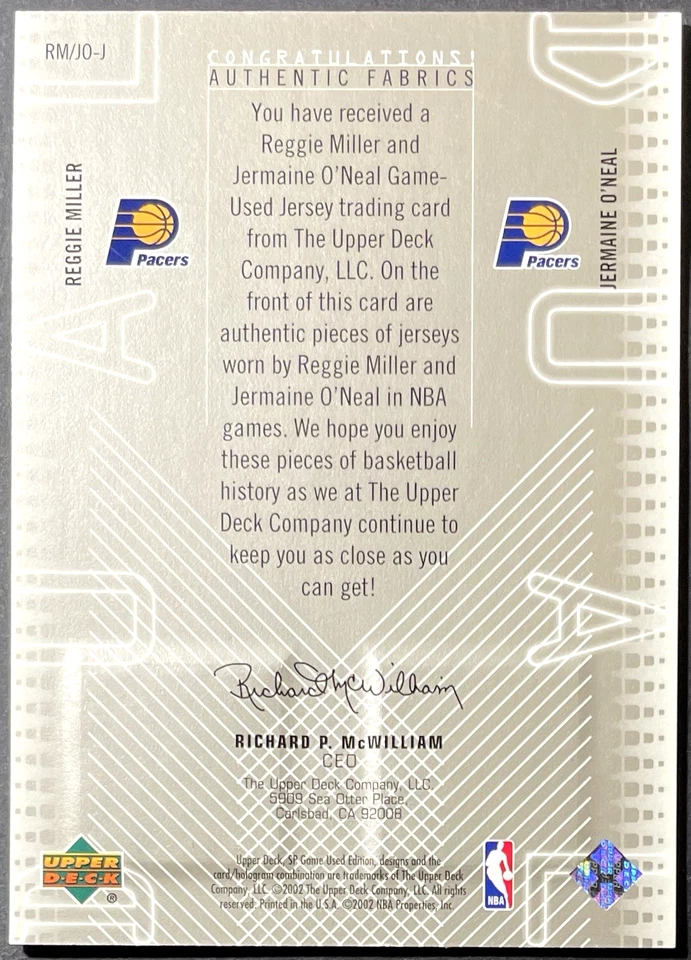 RM/JO-J
CONGRATULATIONS!
AUTHENTIC FABRICS
You have received a
Reggie Miller and
Jermaine O'Neal Game-
Used Jersey trading card
from The Upper Deck
Company, LLC. On the
front of this card are
authentic pieces of jerseys
worn by Reggie Miller and
Jermaine O'Neal in NBA
games. We hope you enjoy
these pieces of basketball
history as we at The Upper
Deck Company continue to
keep you as close as you
can get!
REGGIE MILLER
Pacers
Pacers
JERMAINE O'NEAL
DUAL
DUAL
Richard McWilliam
RICHARD P. McWILLIAM
CEO
The Upper Deck Company, LLC.
5909 Sea Otter Place,
Carlsbad, CA 92008
UPPER
DECK
®
Upper Deck, SP Game Used Edition, designs and the
card/hologram combination are trademarks of The Upper Deck
Company, LLC. ©2002 The Upper Deck Company, LLC. All rights
reserved. Printed in the U.S.A. ©2002 NBA Properties, Inc.
NBA